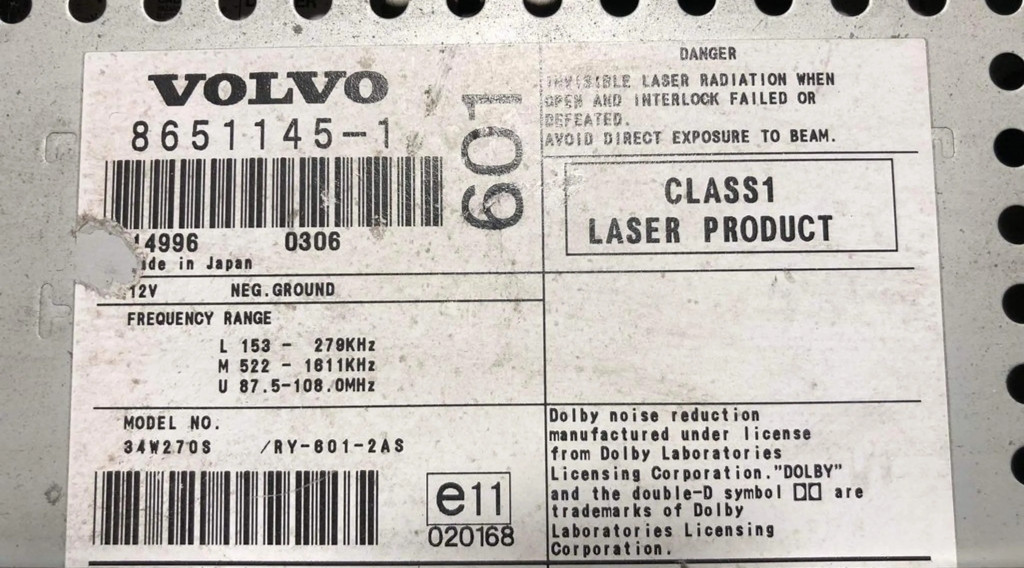 VOLVO
8651145-1
601
14996 0306
de in Japan
12V NEG.GROUND
FREQUENCY RANGE
L 153 - 279KHz
M 522 - 1611KHz
U 87.5-108.0MHz
MODEL NO.
34W270S /RY-601-2AS
e11
020168
DANGER
INVISIBLE LASER RADIATION WHEN
OPEN AND INTERLOCK FAILED OR
DEFEATED.
AVOID DIRECT EXPOSURE TO BEAM.
CLASS1
LASER PRODUCT
Dolby noise reduction
manufactured under license
from Dolby Laboratories
Licensing Corporation."DOLBY"
and the double-D symbol are
trademarks of Dolby
Laboratories Licensing
Corporation.